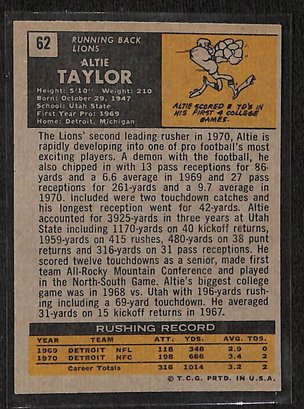 62
RUNNING BACK
LIONS
ALTIE
TAYLOR
Height: 5'10" Weight: 210
Born: October 29, 1947
School: Utah State
First Year Pro: 1969
Home: Detroit, Michigan
ALTIE SCORED 8 TD'S IN
HIS FIRST 4 COLLEGE
GAMES.
The Lions' second leading rusher in 1970, Altie is
rapidly developing into one of pro football's most
exciting players. A demon with the football, he
also chipped in with 13 pass receptions for 86-
yards and a 6.6 average in 1969 and 27 pass
receptions for 261-yards and a 9.7 average in
1970. Included were two touchdown catches and
his longest reception went for 42-yards. Altie
accounted for 3925-yards in three years at Utah
State including 1170-yards on 40 kickoff returns,
1959-yards on 415 rushes, 480-yards on 38 punt
returns and 316-yards on 31 pass receptions. He
scored twelve touchdowns as a senior, made first
team All-Rocky Mountain Conference and played
in the North-South Game. Altie's biggest college
game was in 1968 vs. Utah with 196-yards rush-
ing including a 69-yard touchdown. He averaged
31-yards on 15 kickoff returns in 1967.
RUSHING RECORD
YEAR TEAM ATT. YDS. AVG. TDS.
1969 DETROIT NFL 118 348 2.9 0
1970 DETROIT NFC 198 666 3.4 2
Career Totals 316 1014 3.2 2
© T.C.G. PRTD. IN U.S.A.